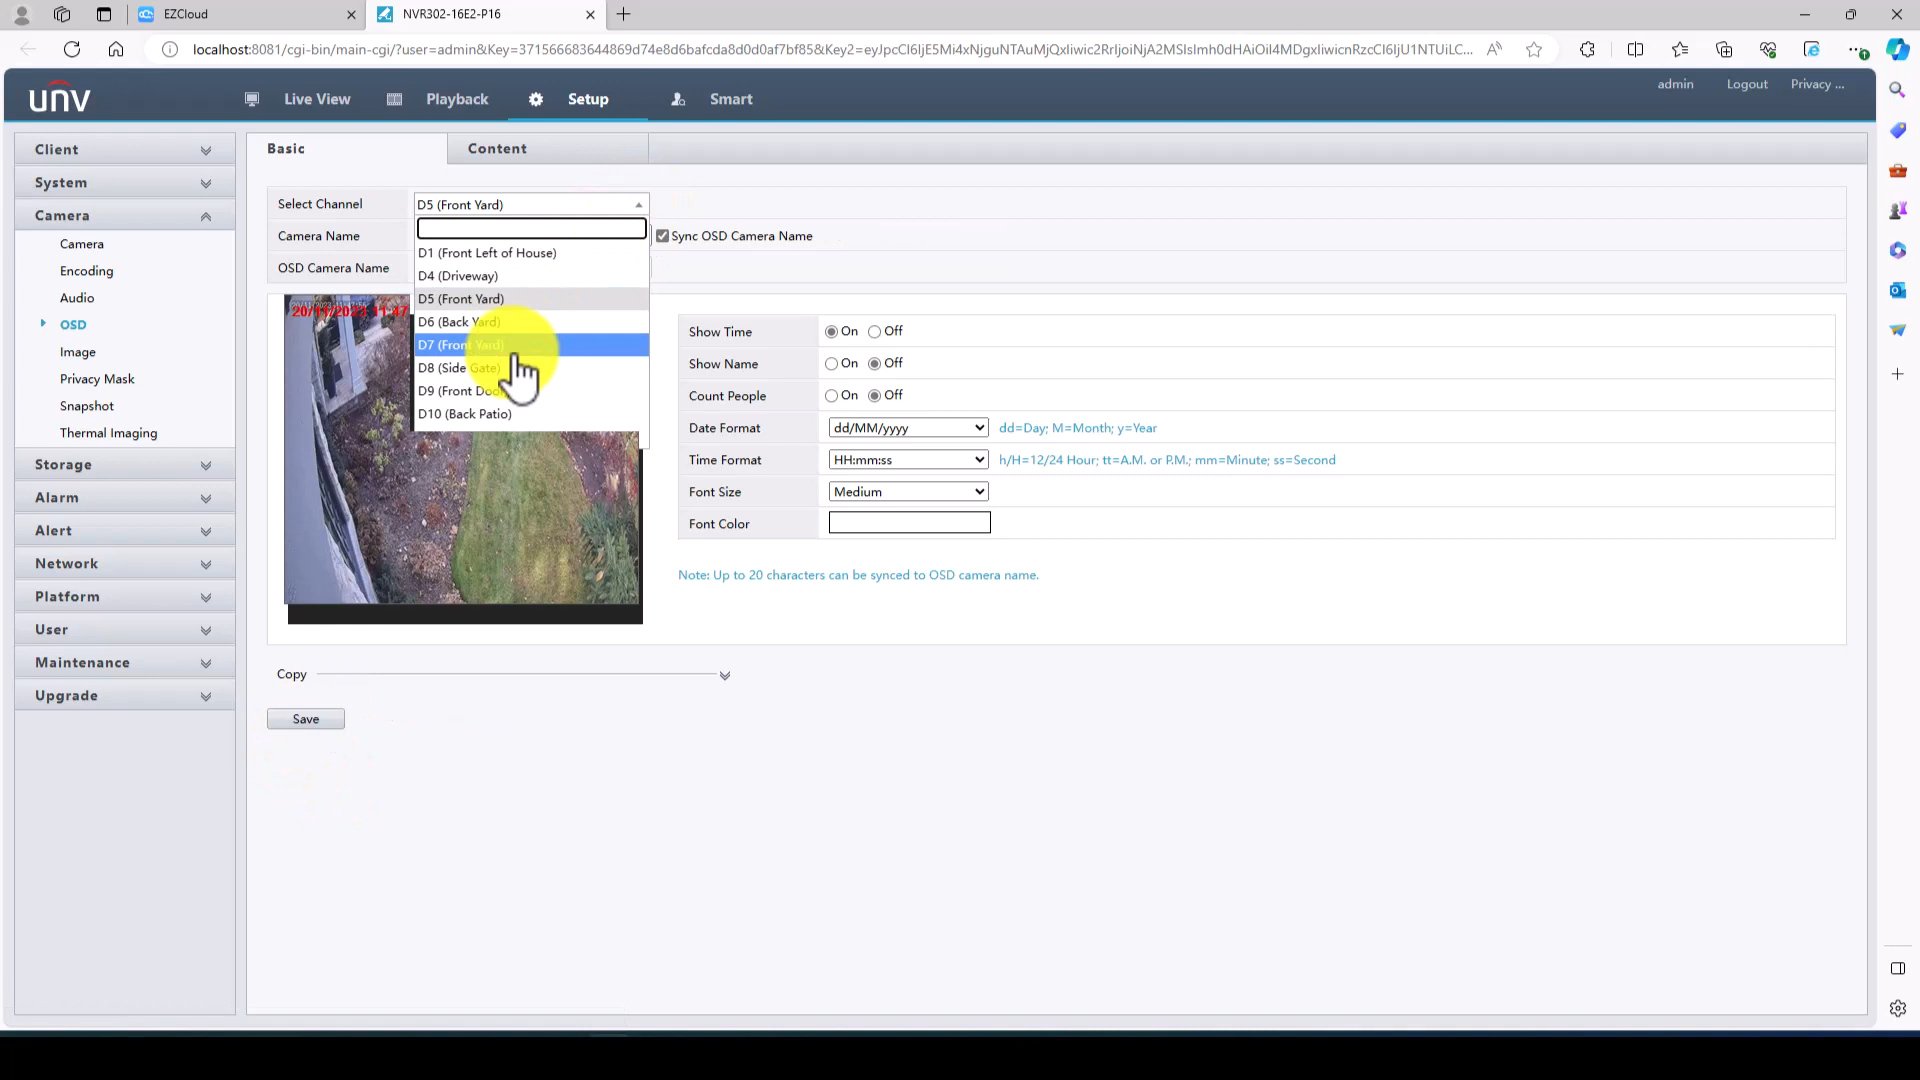 EZCloud
NVR302-16E2-P16
localhost:8081/cgi-bin/main-cgi/?user=admin&Key=371566683644869d74e8d6bafcda8d0d0af7bf85&Key2=eyJpcCI6IjE5Mi4xNjguNTAuMjQxIiwic2RrIjoiNjA2MSIsImh0dHAiOiI4MDgxIiwicnRzcCI6IjU1NTUiLC...
unv
Live View
Playback
Setup
Smart
admin
Logout
Privacy ...
Client
System
Camera
Camera
Encoding
Audio
OSD
Image
Privacy Mask
Snapshot
Thermal Imaging
Storage
Alarm
Alert
Network
Platform
User
Maintenance
Upgrade
Basic
Content
Select Channel
D5 (Front Yard)
Camera Name
Sync OSD Camera Name
OSD Camera Name
D1 (Front Left of House)
D4 (Driveway)
D5 (Front Yard)
D6 (Back Yard)
D7 (Front Yard)
D8 (Side Gate)
D9 (Front Door
D10 (Back Patio)
20/11/2023 11:47
Show Time On Off
Show Name On Off
Count People On Off
Date Format dd/MM/yyyy dd=Day; M=Month; y=Year
Time Format HH:mm:ss h/H=12/24 Hour; tt=A.M. or P.M.; mm=Minute; ss=Second
Font Size Medium
Font Color
Note: Up to 20 characters can be synced to OSD camera name.
Copy
Save